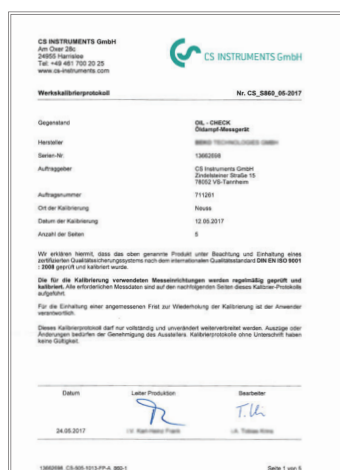 CS INSTRUMENTS GmbH
Am Oxer 28c
24955 Harrislee
Tel: +49 461 700 20 25
www.cs-instruments.com
CS INSTRUMENTS GmbH
Werkskalibrierprotokoll Nr. CS_S860_05-2017
Gegenstand OIL - CHECK
Öldampf-Messgerät
Hersteller
Serien-Nr. 13662598
Auftraggeber CS Instruments GmbH
Zindelsteiner Straße 15
78052 VS-Tannheim
Auftragsnummer 711261
Ort der Kalibrierung Neuss
Datum der Kalibrierung 12.05.2017
Anzahl der Seiten 5
Wir erklären hiermit, dass das oben genannte Produkt unter Beachtung und Einhaltung eines
zertifizierten Qualitätssicherungssystems nach dem internationalen Qualitätsstandard DIN EN ISO 9001
: 2008 geprüft und kalibriert wurde.
Die für die Kalibrierung verwendeten Messeinrichtungen werden regelmäßig geprüft und
kalibriert. Alle erforderlichen Messdaten sind auf den nachfolgenden Seiten dieses Kalibrier-Protokolls
aufgeführt.
Für die Einhaltung einer angemessenen Frist zur Wiederholung der Kalibrierung ist der Anwender
verantwortlich.
Dieses Kalibrierprotokoll darf nur vollständig und unverändert weiterverbreitet werden. Auszüge oder
Änderungen bedürfen der Genehmigung des Ausstellers. Kalibrierprotokolle ohne Unterschrift haben
keine Gültigkeit.
Datum Leiter Produktion Bearbeiter
24.05.2017
Seite 1 von 5